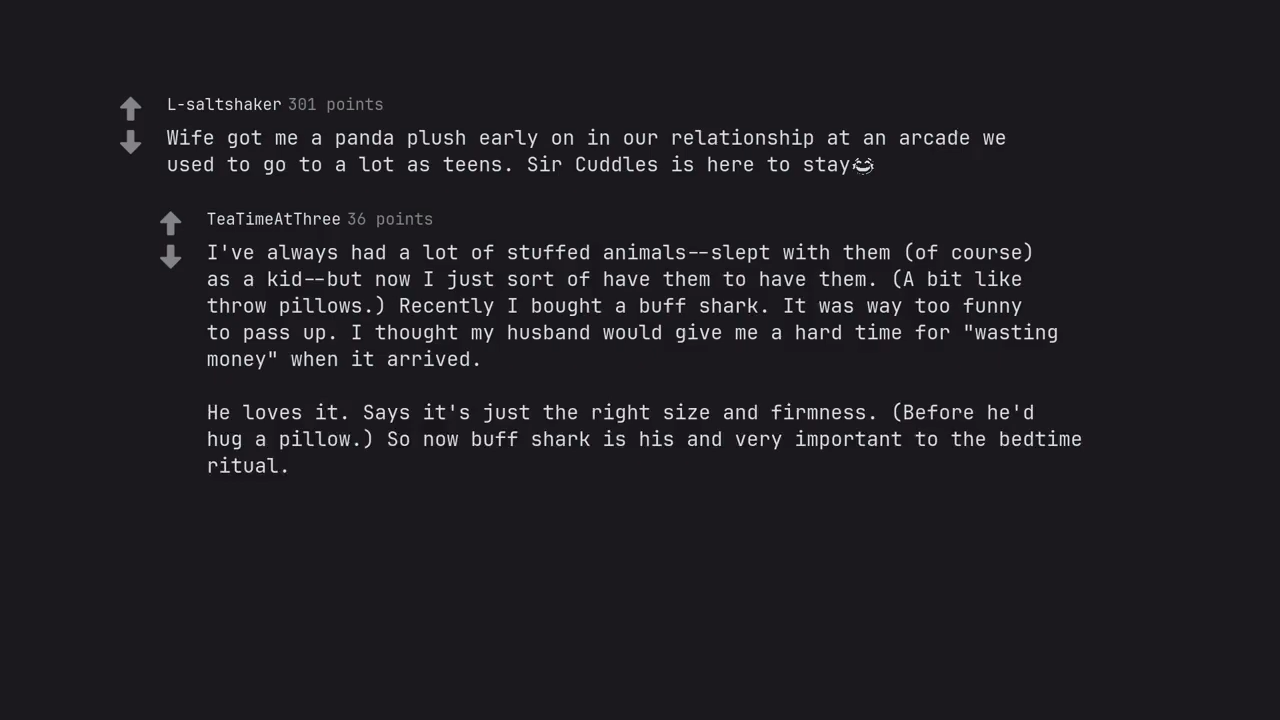 L-saltshaker 301 points
Wife got me a panda plush early on in our relationship at an arcade we
used to go to a lot as teens. Sir Cuddles is here to stay😂
TeaTimeAtThree 36 points
I've always had a lot of stuffed animals--slept with them (of course)
as a kid--but now I just sort of have them to have them. (A bit like
throw pillows.) Recently I bought a buff shark. It was way too funny
to pass up. I thought my husband would give me a hard time for "wasting
money" when it arrived.
He loves it. Says it's just the right size and firmness. (Before he'd
hug a pillow.) So now buff shark is his and very important to the bedtime
ritual.